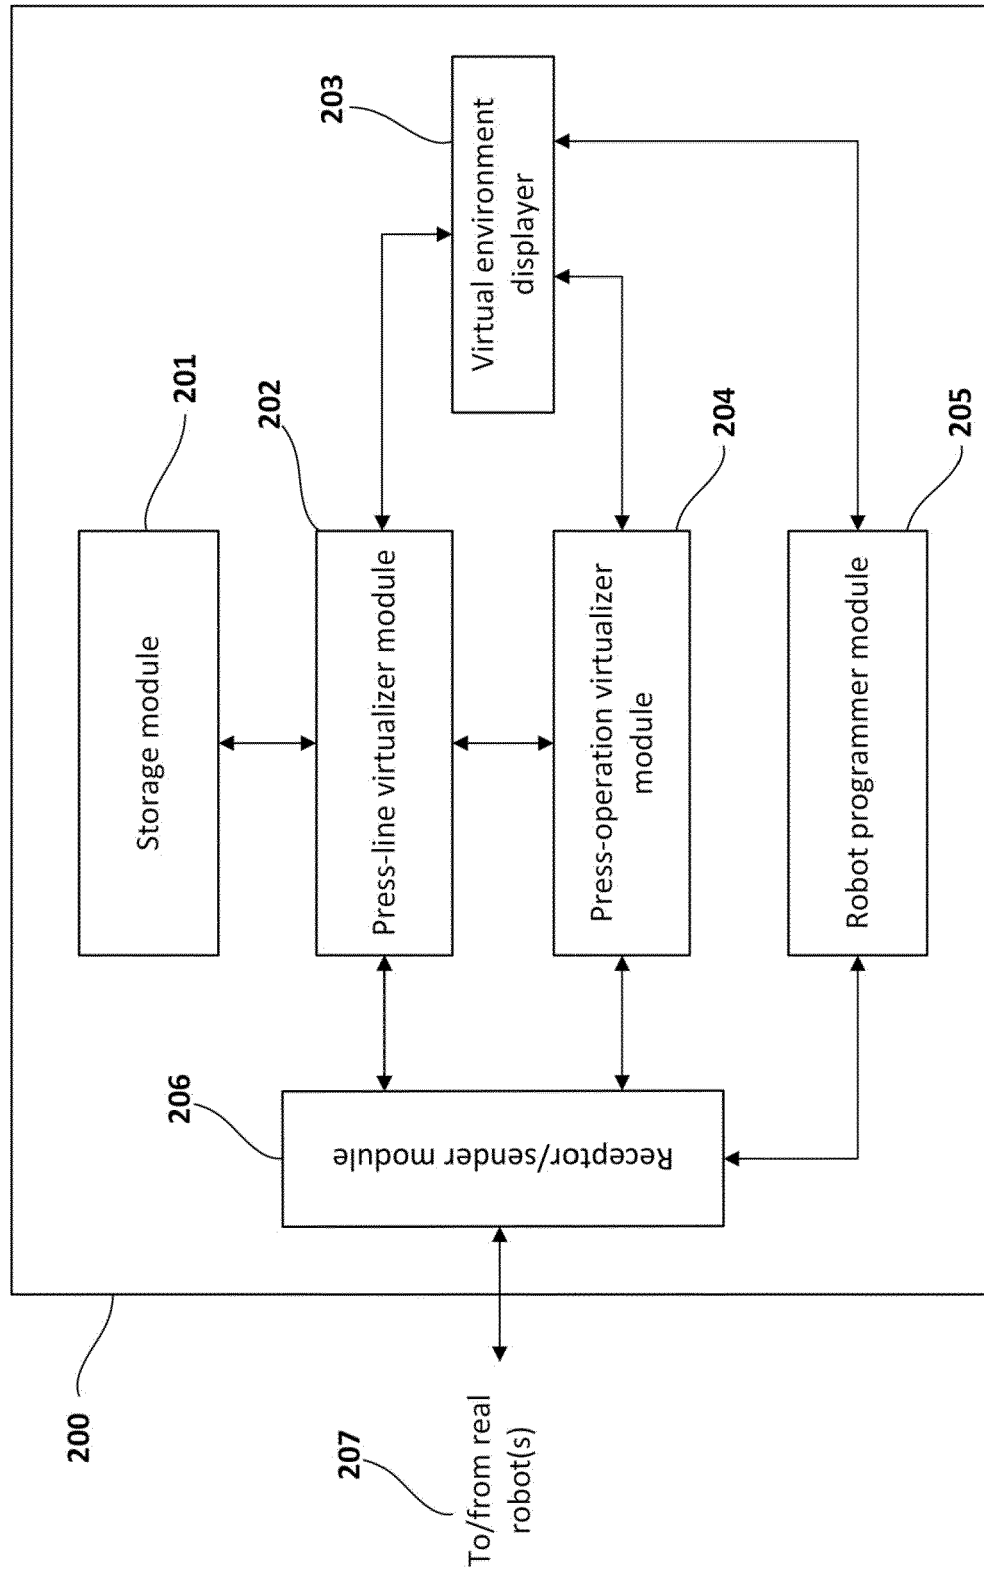 200
201
Storage module
202
Press-line virtualizer module
203
Virtual environment
displayer
204
Press-operation virtualizer
module
205
Robot programmer module
206
Receptor/sender module
207
To/from real
robot(s)